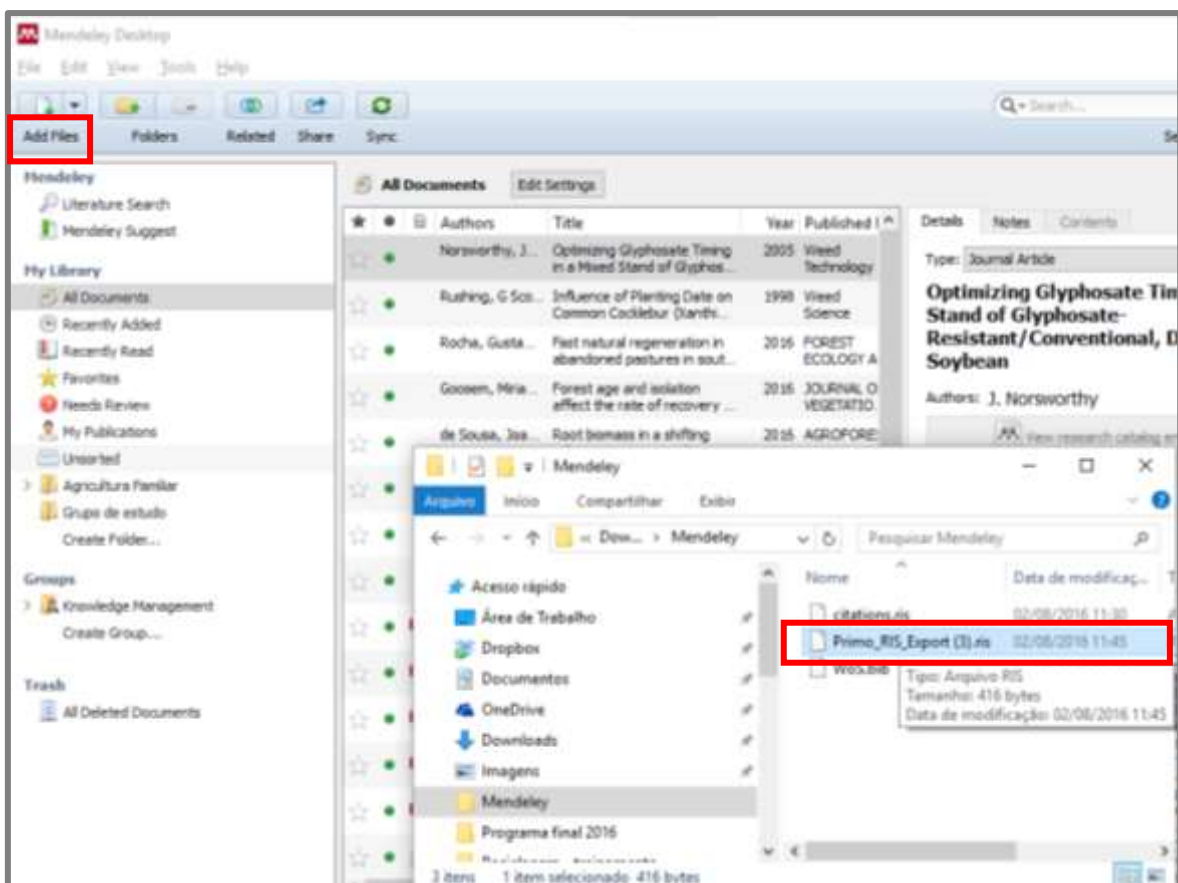 Mendeley Desktop
File Edit View Tools Help
Search...
Add Files Folders Related Share Sync
Mendeley
Literature Search
Mendeley Suggest
My Library
All Documents
Recently Added
Recently Read
Favorites
Needs Review
My Publications
Unsorted
Agricultura Familiar
Grupo de estudo
Create Folder...
Groups
Knowledge Management
Create Group...
Trash
All Deleted Documents
All Documents Edit Settings
Authors Title Year Published
Norsworthy, J... Optimizing Glyphosate Timing 2005 Weed
in a Mixed Stand of Glyphos... Technology
Rushing, G Sco... Influence of Planting Date on 1998 Weed
Common Cocklebur (Xanthi... Science
Rocha, Gusta... Fast natural regeneration in 2016 FOREST
abandoned pastures in sout... ECOLOGY A
Goosem, Miria... Forest age and isolation 2016 JOURNAL O
affect the rate of recovery ... VEGETATIO
de Sousa, Joa... Root biomass in a shifting 2016 AGROFORE
Details Notes Contents
Type: Journal Article
Optimizing Glyphosate Tim
Stand of Glyphosate-
Resistant/Conventional, D
Soybean
Authors: J. Norsworthy
View research catalog en
Mendeley
Arquivo Início Compartilhar Exibir
« Dow... > Mendeley Pesquisar Mendeley
Acesso rápido
Área de Trabalho
Dropbox
Documentos
OneDrive
Downloads
Imagens
Mendeley
Programa final 2016
Nome Data de modificaç...
citations.ris 02/08/2016 11:30
Primo_RIS_Export (3).ris 02/08/2016 11:45
WoS.bib
Tipo: Arquivo RIS
Tamanho: 416 bytes
Data de modificação: 02/08/2016 11:45
3 itens 1 item selecionado 416 bytes